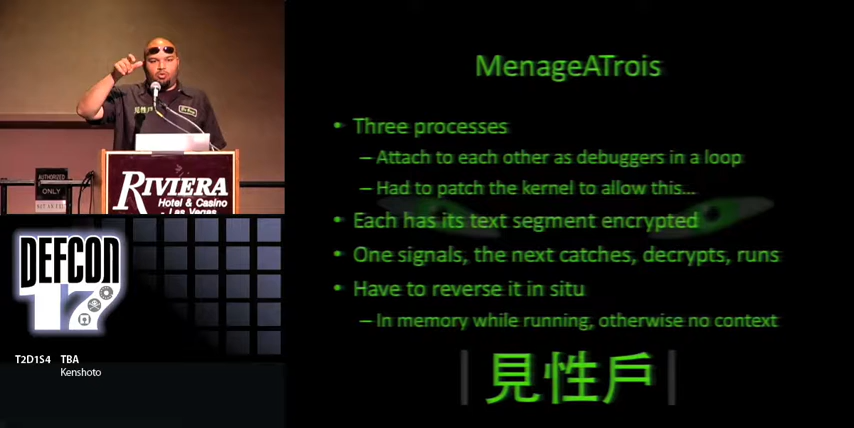 MenageATrois
• Three processes
– Attach to each other as debuggers in a loop
– Had to patch the kernel to allow this...
• Each has its text segment encrypted
• One signals, the next catches, decrypts, runs
• Have to reverse it in situ
– In memory while running, otherwise no context
|見性戶|
AUTHORIZED
ONLY
RIVIERA
Hotel & Casino
Las Vegas
DEFCON
17
T2D1S4 TBA
Kenshoto